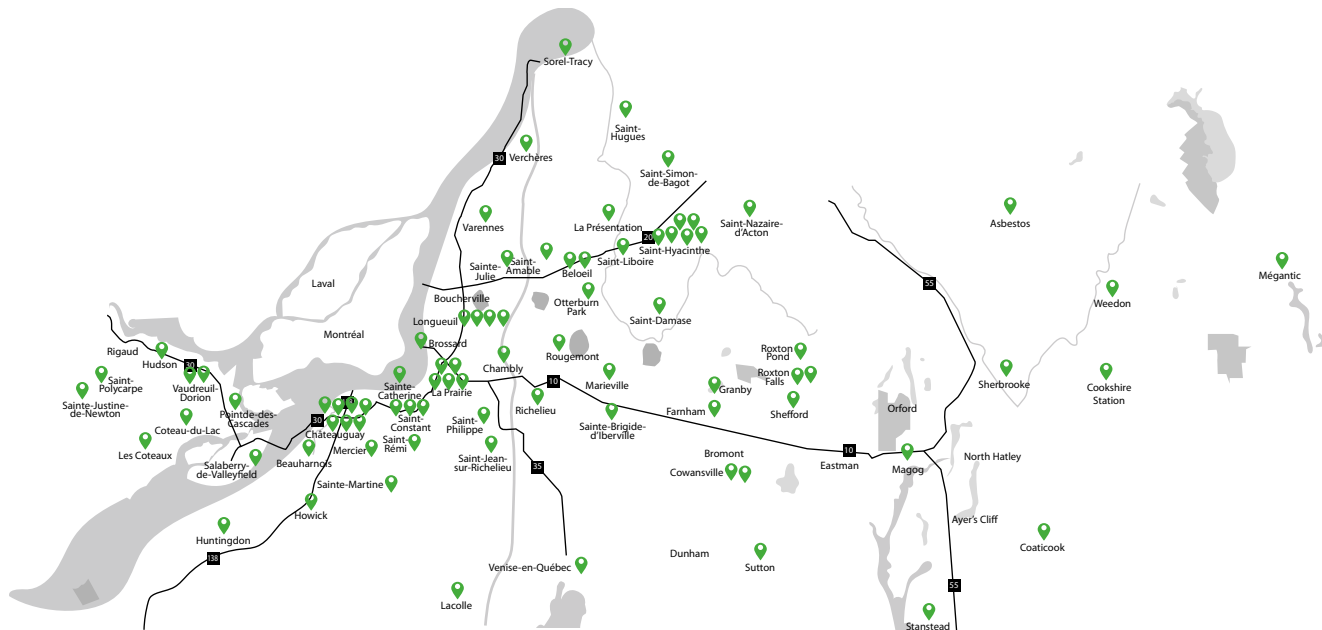 Sorel-Tracy
Saint-
Hugues
30
Verchères
Saint-Simon-
de-Bagot
Varennes
La Présentation
Saint-Nazaire-
d'Acton
Asbestos
20
Saint-Hyacinthe
Saint-Liboire
Sainte-
Julie
Saint-
Amable
Beloeil
Mégantic
Laval
Boucherville
Otterburn
Park
55
Weedon
Longueuil
Saint-Damase
Montréal
Brossard
Rigaud
Hudson
30
Chambly
Rougemont
Roxton
Pond
Saint-
Polycarpe
Vaudreuil-
Dorion
Sainte-
Catherine
La Prairie
10
Marieville
Granby
Roxton
Falls
Sherbrooke
Cookshire
Station
Sainte-Justine-
de-Newton
Pointe-des-
Cascades
Richelieu
Farnham
Shefford
Orford
Coteau-du-Lac
30
Châteauguay
Saint-
Constant
Saint-
Philippe
Sainte-Brigide-
d'Iberville
Les Coteaux
Salaberry-
de-Valleyfield
Beauharnois
Mercier
Saint-
Rémi
Saint-Jean-
sur-Richelieu
35
Bromont
Cowansville
10
Eastman
Magog
North Hatley
Sainte-Martine
Howick
Huntingdon
Ayer's Cliff
Coaticook
138
Venise-en-Québec
Dunham
Sutton
55
Lacolle
Stanstead